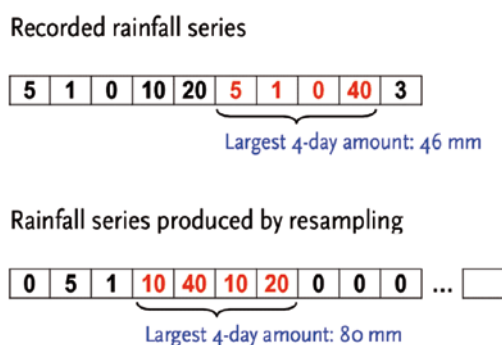 Recorded rainfall series
5 1 0 10 20 5 1 0 40 3
Largest 4-day amount: 46 mm
Rainfall series produced by resampling
0 5 1 10 40 10 20 0 0 0 ...
Largest 4-day amount: 80 mm